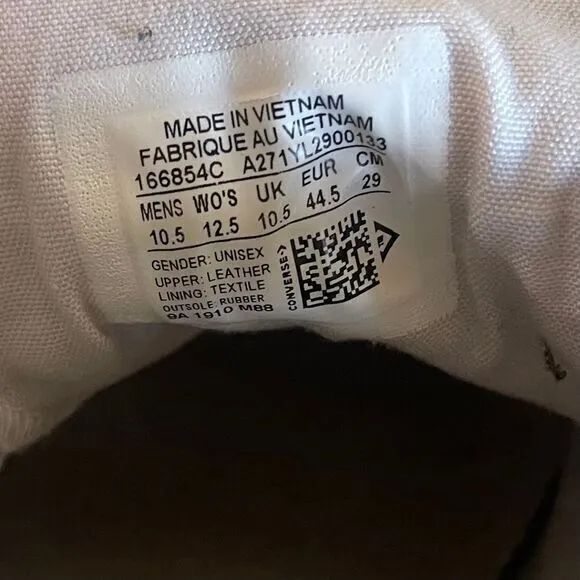 MADE IN VIETNAM
FABRIQUE AU VIETNAM
166854C A271YL2900133
MENS WO'S UK EUR CM
10.5 12.5 10.5 44.5 29
GENDER: UNISEX
UPPER: LEATHER
LINING: TEXTILE
OUTSOLE: RUBBER
9A 1910 M88
CONVERSE>